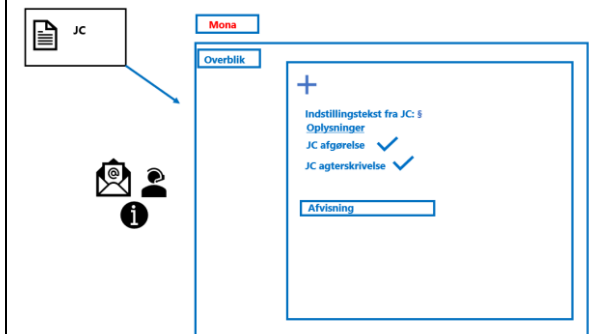 JC
Mona
Overblik
Indstillingstekst fra JC: §
Oplysninger
JC afgørelse
JC agterskrivelse
Afvisning